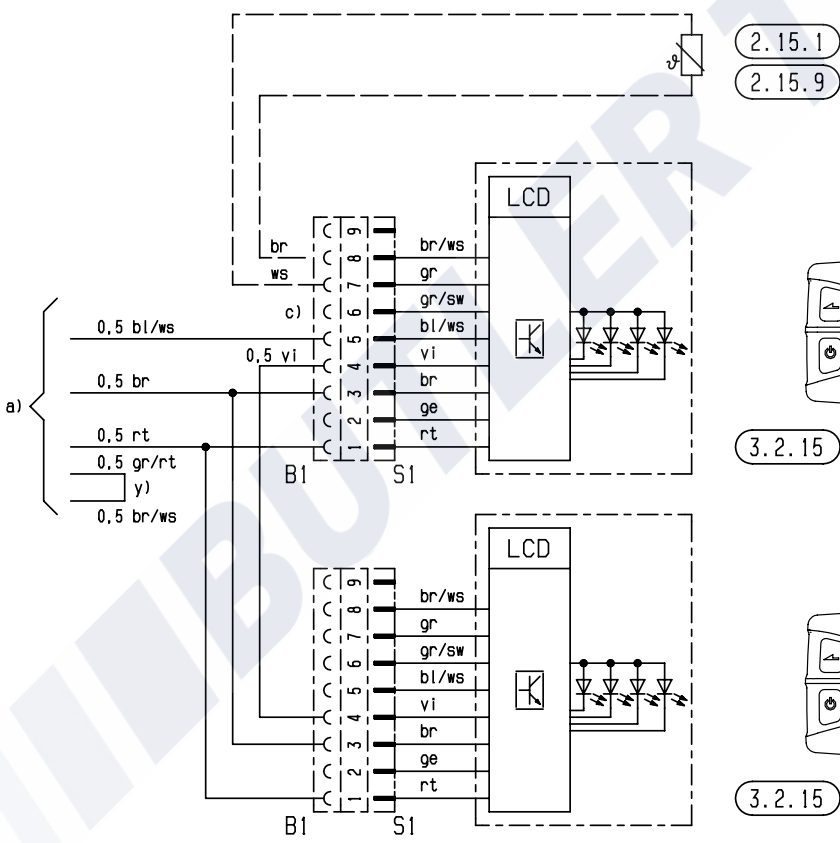 2.15.1
2.15.9
ϑ
LCD
9
br 8 br/ws
ws 7 gr
c) 6 gr/sw
0,5 bl/ws 5 bl/ws
0,5 vi 4 vi
a) 0,5 br 3 br
2 ge
0,5 rt 1 rt
0,5 gr/rt
y)
0,5 br/ws
B1 S1
3.2.15
LCD
9
8 br/ws
7 gr
6 gr/sw
5 bl/ws
4 vi
3 br
2 ge
1 rt
B1 S1
3.2.15
BUTLER T